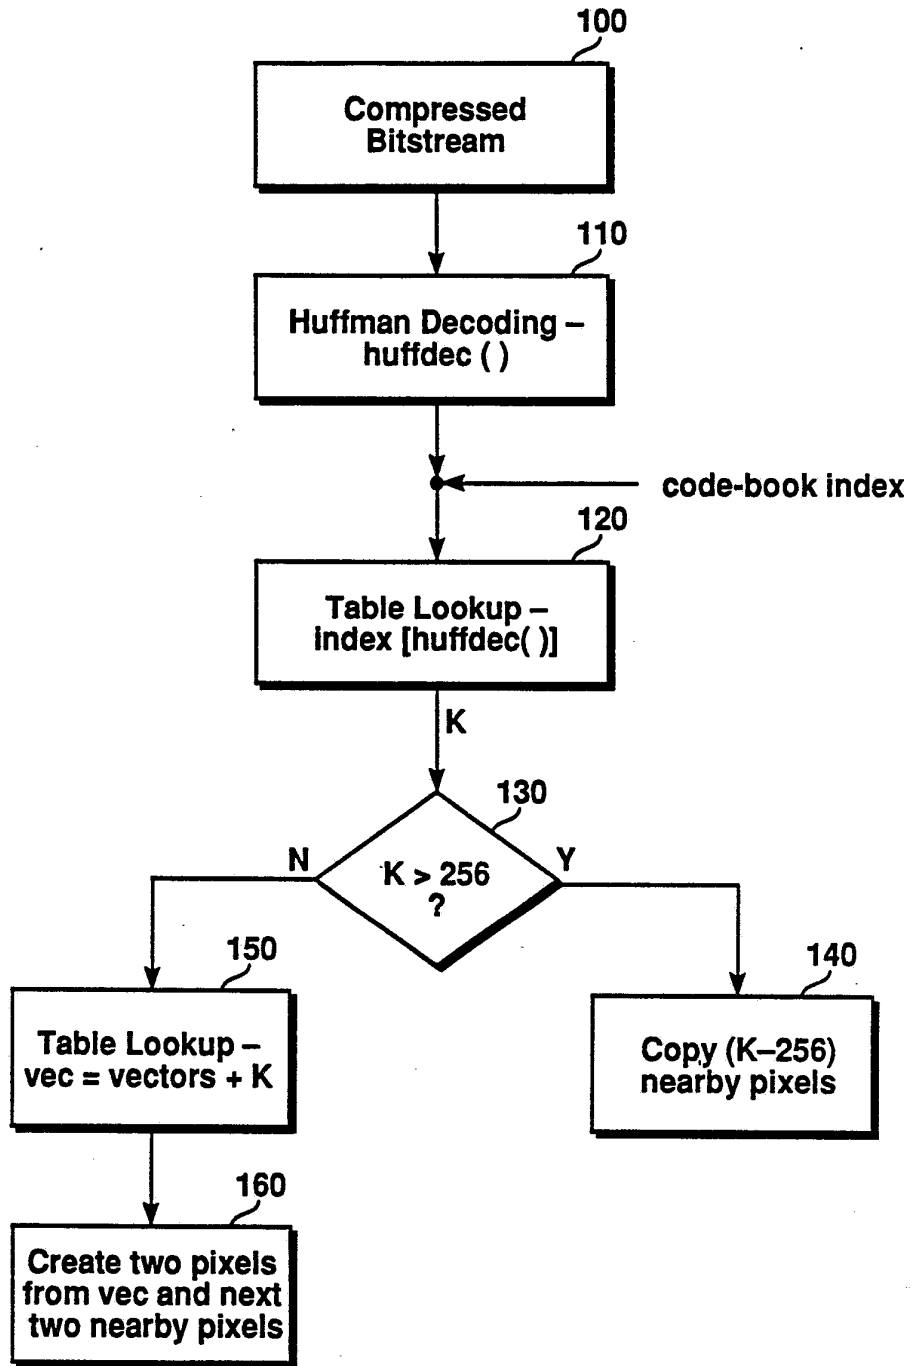 100
Compressed
Bitstream
110
Huffman Decoding –
huffdec ( )
code-book index
120
Table Lookup –
index [huffdec( )]
K
130
N
Y
K > 256
?
150
140
Table Lookup –
vec = vectors + K
Copy (K–256)
nearby pixels
160
Create two pixels
from vec and next
two nearby pixels